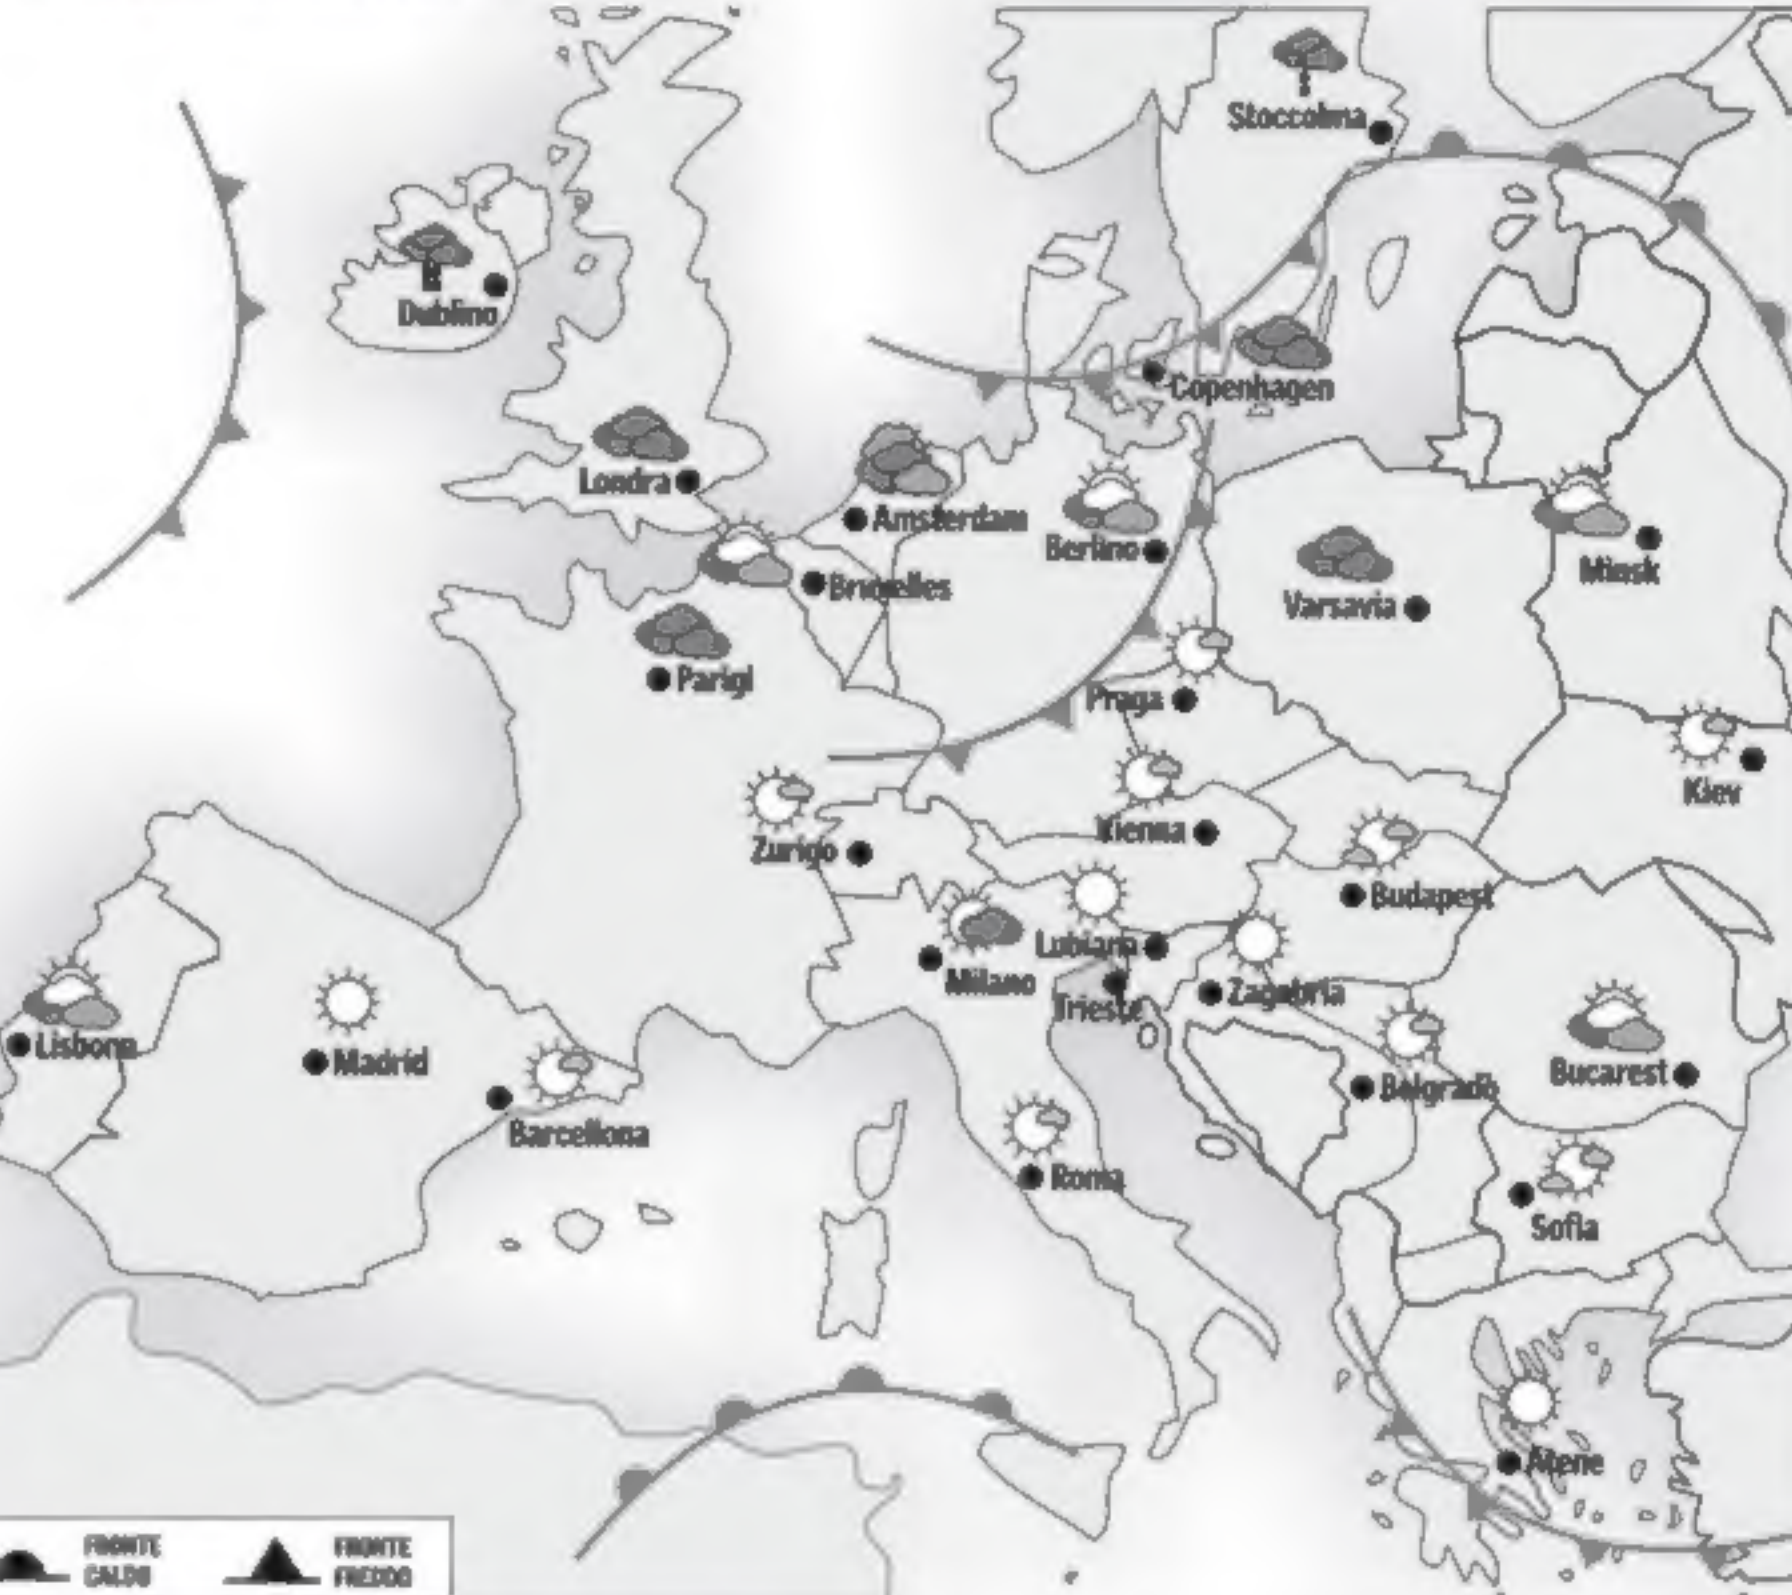 Stoccolma
Dublino
Copenhagen
Londra
Amsterdam
Berlino
Minsk
Bruxelles
Varsavia
Parigi
Praga
Kiev
Vienna
Zurigo
Budapest
Lubiana
Milano
Zagabria
Trieste
Lisbona
Madrid
Belgrado
Bucarest
Barcellona
Roma
Sofia
Atene
FRONTE
CALDO
FRONTE
FREDDO